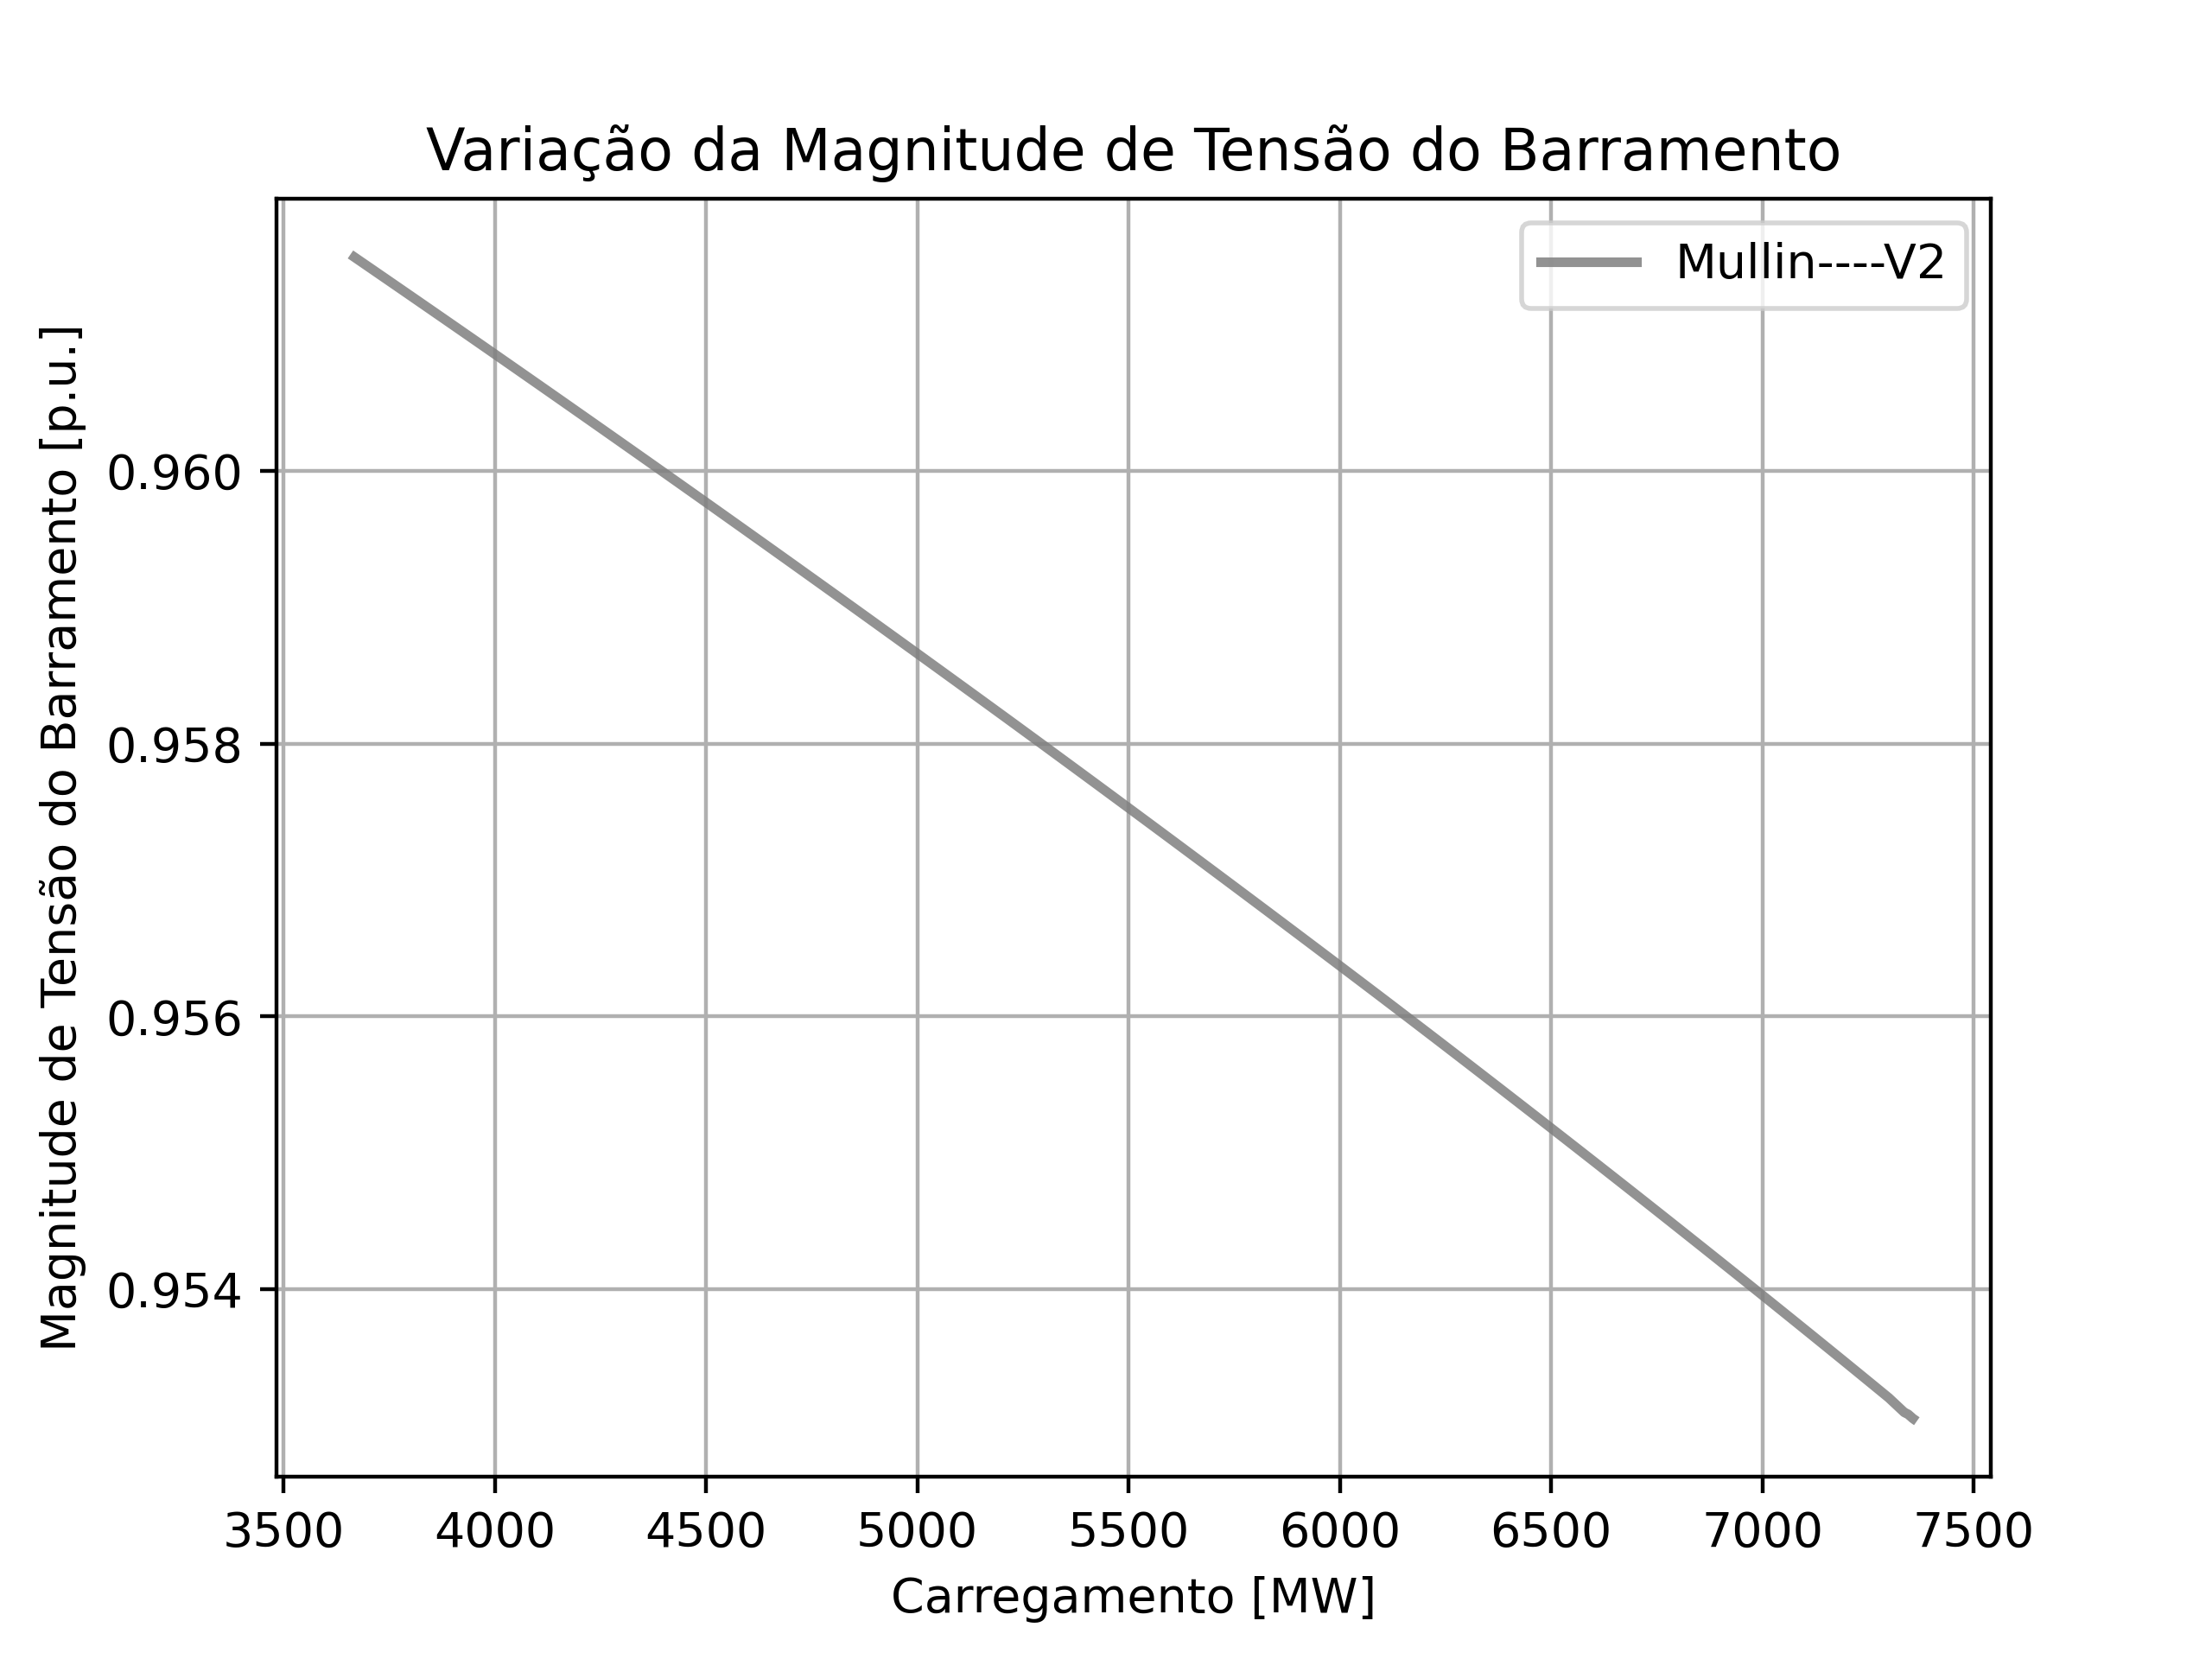 Variação da Magnitude de Tensão do Barramento
Mullin----V2
Magnitude de Tensão do Barramento [p.u.]
0.960
0.958
0.956
0.954
3500 4000 4500 5000 5500 6000 6500 7000 7500
Carregamento [MW]